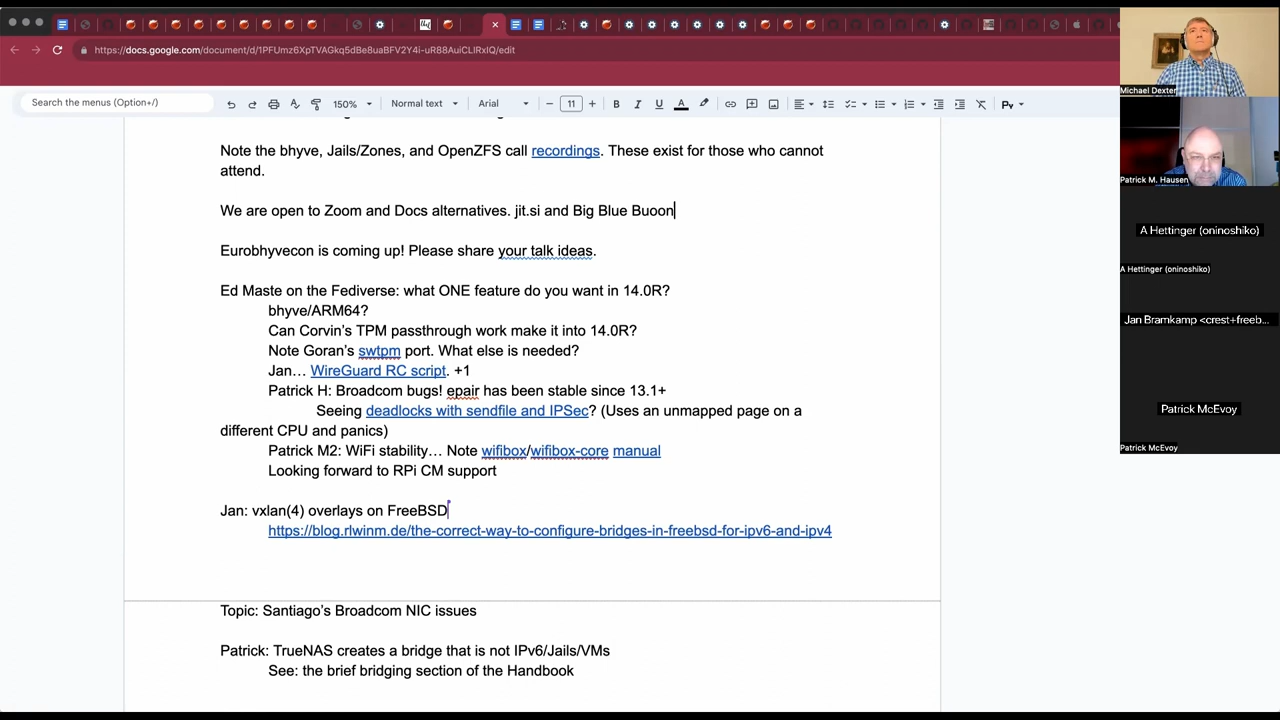 https://docs.google.com/document/d/1PFUmz6XpTVAGkq5dBe8uaBFV2Y4i-uR88AuiCLlRxIQ/edit
Search the menus (Option+/)
150%
Normal text
Arial
11
B I U A
Note the bhyve, Jails/Zones, and OpenZFS call recordings. These exist for those who cannot
attend.
We are open to Zoom and Docs alternatives. jit.si and Big Blue Buoon
Eurobhyvecon is coming up! Please share your talk ideas.
Ed Maste on the Fediverse: what ONE feature do you want in 14.0R?
bhyve/ARM64?
Can Corvin's TPM passthrough work make it into 14.0R?
Note Goran's swtpm port. What else is needed?
Jan… WireGuard RC script. +1
Patrick H: Broadcom bugs! epair has been stable since 13.1+
Seeing deadlocks with sendfile and IPSec? (Uses an unmapped page on a
different CPU and panics)
Patrick M2: WiFi stability… Note wifibox/wifibox-core manual
Looking forward to RPi CM support
Jan: vxlan(4) overlays on FreeBSD
https://blog.rlwinm.de/the-correct-way-to-configure-bridges-in-freebsd-for-ipv6-and-ipv4
Topic: Santiago's Broadcom NIC issues
Patrick: TrueNAS creates a bridge that is not IPv6/Jails/VMs
See: the brief bridging section of the Handbook
Michael Dexter
Patrick M. Hausen
A Hettinger (oninoshiko)
A Hettinger (oninoshiko)
Jan Bramkamp <crest+freeb...
Patrick McEvoy
Patrick McEvoy